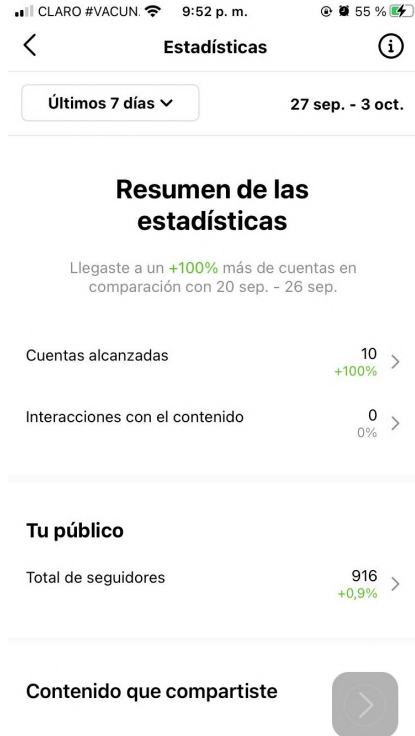 CLARO #VACUN. 9:52 p. m. 55 %
Estadísticas
Últimos 7 días 27 sep. - 3 oct.
Resumen de las
estadísticas
Llegaste a un +100% más de cuentas en
comparación con 20 sep. - 26 sep.
Cuentas alcanzadas 10
+100%
Interacciones con el contenido 0
0%
Tu público
Total de seguidores 916
+0,9%
Contenido que compartiste